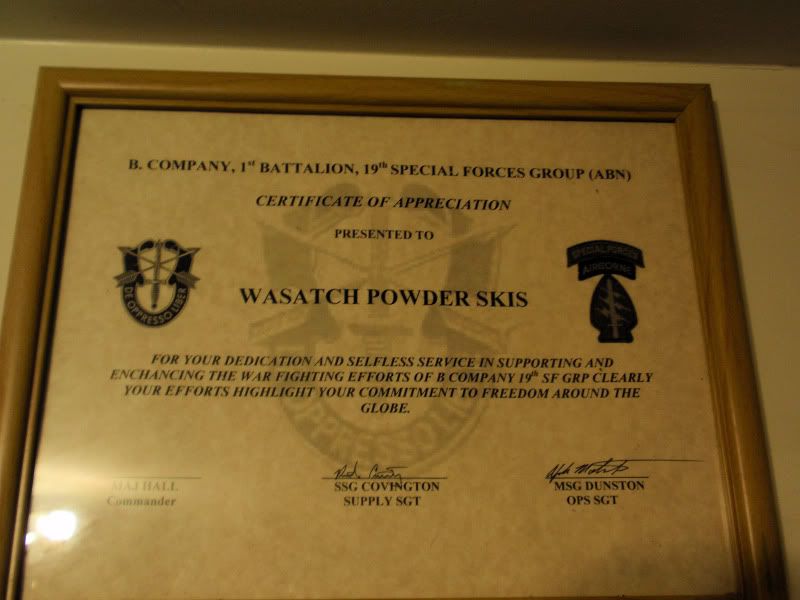 B. COMPANY, 1st BATTALION, 19th SPECIAL FORCES GROUP (ABN)
CERTIFICATE OF APPRECIATION
PRESENTED TO
SPECIAL FORCES
AIRBORNE
DE OPPRESSO LIBER
WASATCH POWDER SKIS
FOR YOUR DEDICATION AND SELFLESS SERVICE IN SUPPORTING AND
ENCHANCING THE WAR FIGHTING EFFORTS OF B COMPANY 19th SF GRP CLEARLY
YOUR EFFORTS HIGHLIGHT YOUR COMMITMENT TO FREEDOM AROUND THE
GLOBE.
OPPRESSO
MAJ HALL
Commander
SSG COVINGTON
SUPPLY SGT
MSG DUNSTON
OPS SGT